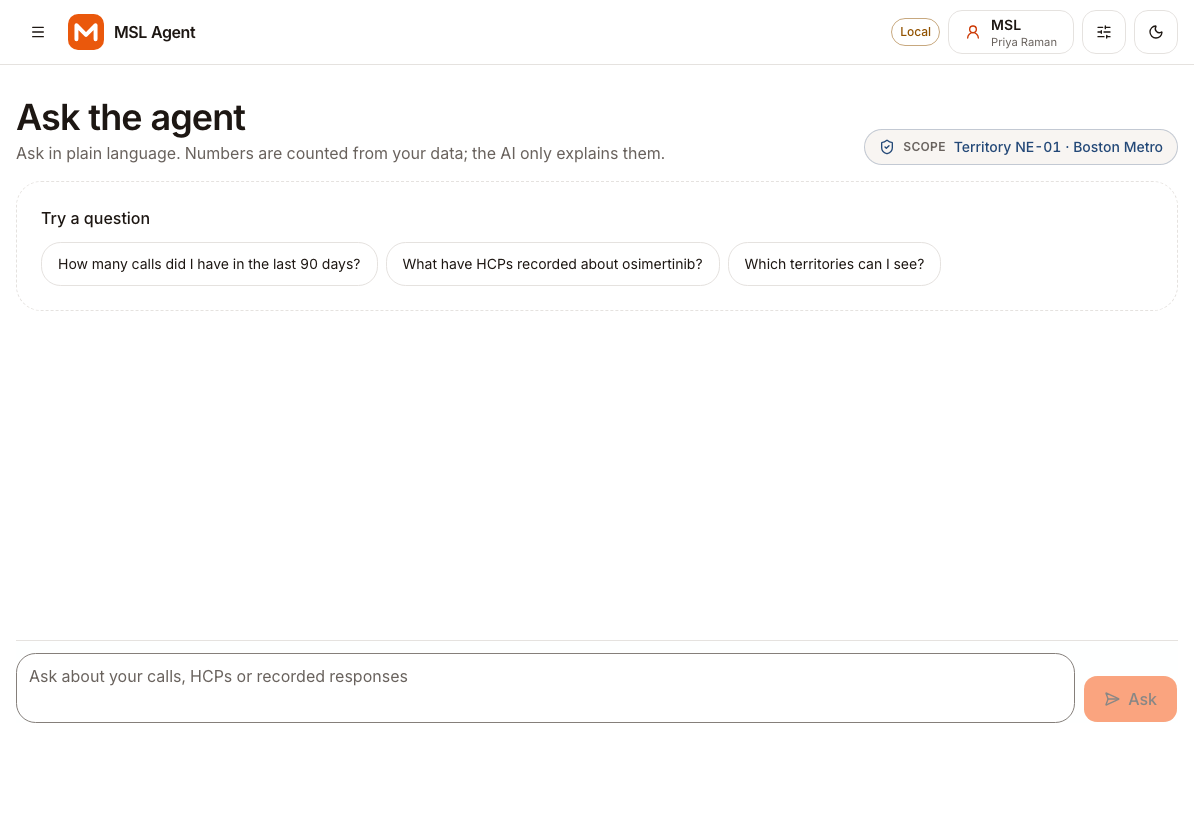 MSL Agent
Local
MSL
Priya Raman
Ask the agent
Ask in plain language. Numbers are counted from your data; the AI only explains them.
SCOPE Territory NE-01 · Boston Metro
Try a question
How many calls did I have in the last 90 days?
What have HCPs recorded about osimertinib?
Which territories can I see?
Ask about your calls, HCPs or recorded responses
Ask